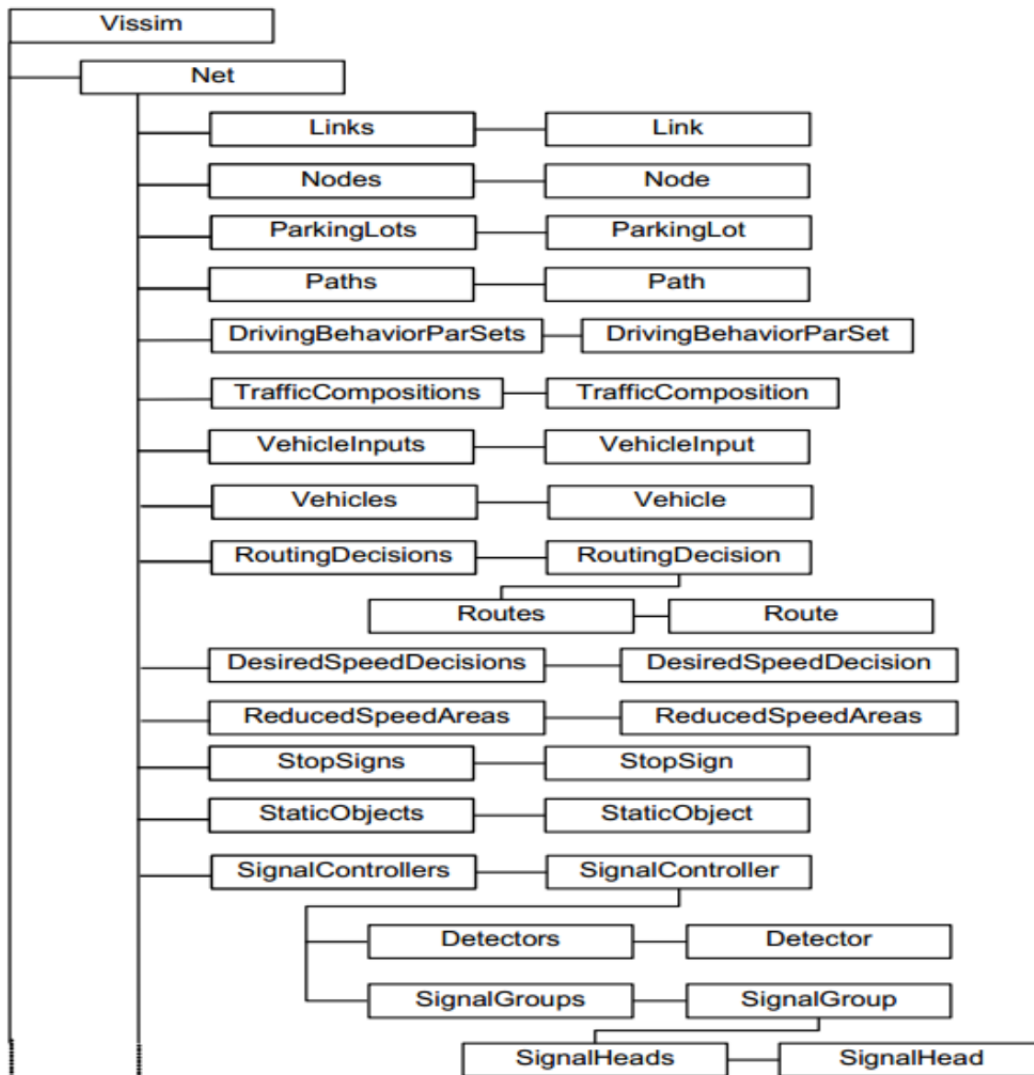 Vissim
Net
Links Link
Nodes Node
ParkingLots ParkingLot
Paths Path
DrivingBehaviorParSets DrivingBehaviorParSet
TrafficCompositions TrafficComposition
VehicleInputs VehicleInput
Vehicles Vehicle
RoutingDecisions RoutingDecision
Routes Route
DesiredSpeedDecisions DesiredSpeedDecision
ReducedSpeedAreas ReducedSpeedAreas
StopSigns StopSign
StaticObjects StaticObject
SignalControllers SignalController
Detectors Detector
SignalGroups SignalGroup
SignalHeads SignalHead